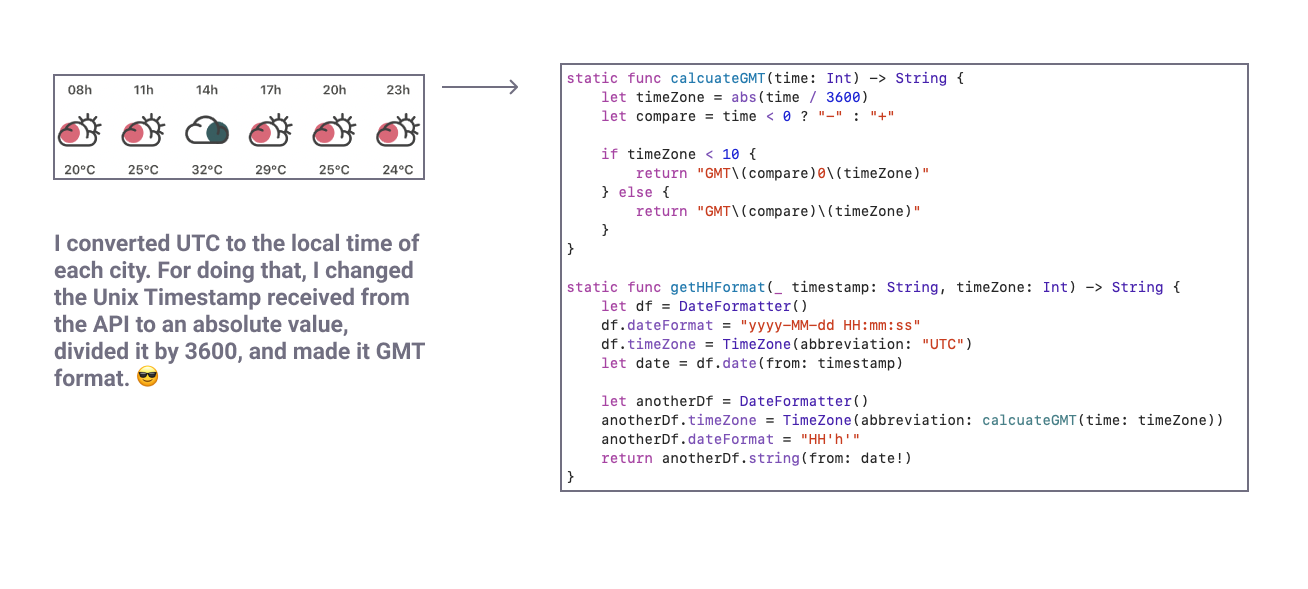 08h 11h 14h 17h 20h 23h
20°C 25°C 32°C 29°C 25°C 24°C
I converted UTC to the local time of
each city. For doing that, I changed
the Unix Timestamp received from
the API to an absolute value,
divided it by 3600, and made it GMT
format. 😎
static func calcuateGMT(time: Int) -> String {
    let timeZone = abs(time / 3600)
    let compare = time < 0 ? "-" : "+"

    if timeZone < 10 {
        return "GMT\(compare)0\(timeZone)"
    } else {
        return "GMT\(compare)\(timeZone)"
    }
}

static func getHHFormat(_ timestamp: String, timeZone: Int) -> String {
    let df = DateFormatter()
    df.dateFormat = "yyyy-MM-dd HH:mm:ss"
    df.timeZone = TimeZone(abbreviation: "UTC")
    let date = df.date(from: timestamp)

    let anotherDf = DateFormatter()
    anotherDf.timeZone = TimeZone(abbreviation: calcuateGMT(time: timeZone))
    anotherDf.dateFormat = "HH'h'"
    return anotherDf.string(from: date!)
}